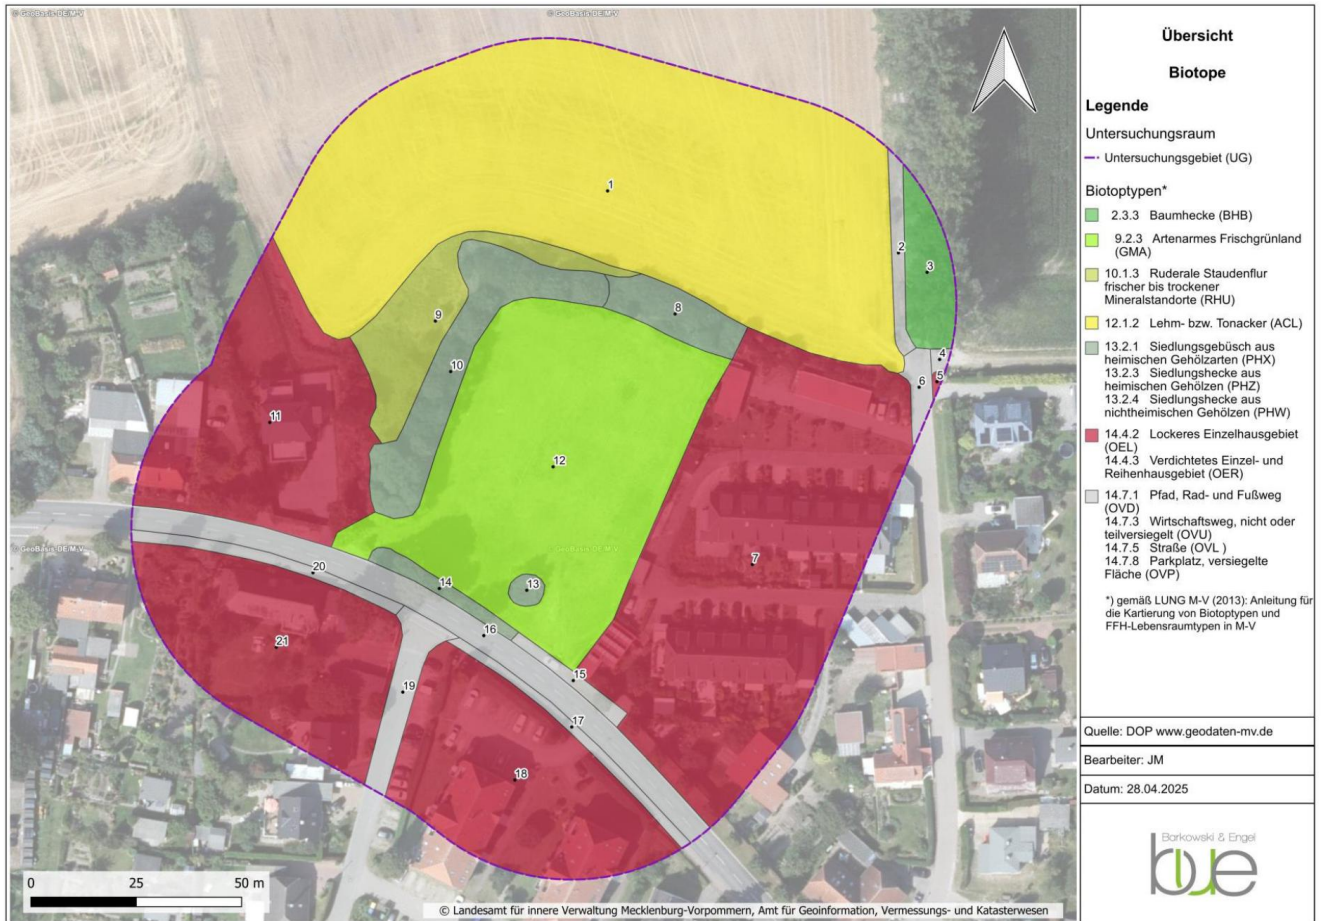 © GeoBasis-DE/M-V
© GeoBasis-DE/M-V
1
2
3
4
5
6
7
8
9
10
11
12
13
14
15
16
17
18
19
20
21
© GeoBasis-DE/M-V
© GeoBasis-DE/M-V
0 25 50 m
© Landesamt für innere Verwaltung Mecklenburg-Vorpommern, Amt für Geoinformation, Vermessungs- und Katasterwesen
Übersicht
Biotope
Legende
Untersuchungsraum
Untersuchungsgebiet (UG)
Biotoptypen*
2.3.3 Baumhecke (BHB)
9.2.3 Artenarmes Frischgrünland
(GMA)
10.1.3 Ruderale Staudenflur
frischer bis trockener
Mineralstandorte (RHU)
12.1.2 Lehm- bzw. Tonacker (ACL)
13.2.1 Siedlungsgebüsch aus
heimischen Gehölzarten (PHX)
13.2.3 Siedlungshecke aus
heimischen Gehölzen (PHZ)
13.2.4 Siedlungshecke aus
nichtheimischen Gehölzen (PHW)
14.4.2 Lockeres Einzelhausgebiet
(OEL)
14.4.3 Verdichtetes Einzel- und
Reihenhausgebiet (OER)
14.7.1 Pfad, Rad- und Fußweg
(OVD)
14.7.3 Wirtschaftsweg, nicht oder
teilversiegelt (OVU)
14.7.5 Straße (OVL )
14.7.8 Parkplatz, versiegelte
Fläche (OVP)
*) gemäß LUNG M-V (2013): Anleitung für
die Kartierung von Biotoptypen und
FFH-Lebensraumtypen in M-V
Quelle: DOP www.geodaten-mv.de
Bearbeiter: JM
Datum: 28.04.2025
Barkowski & Engel
bue